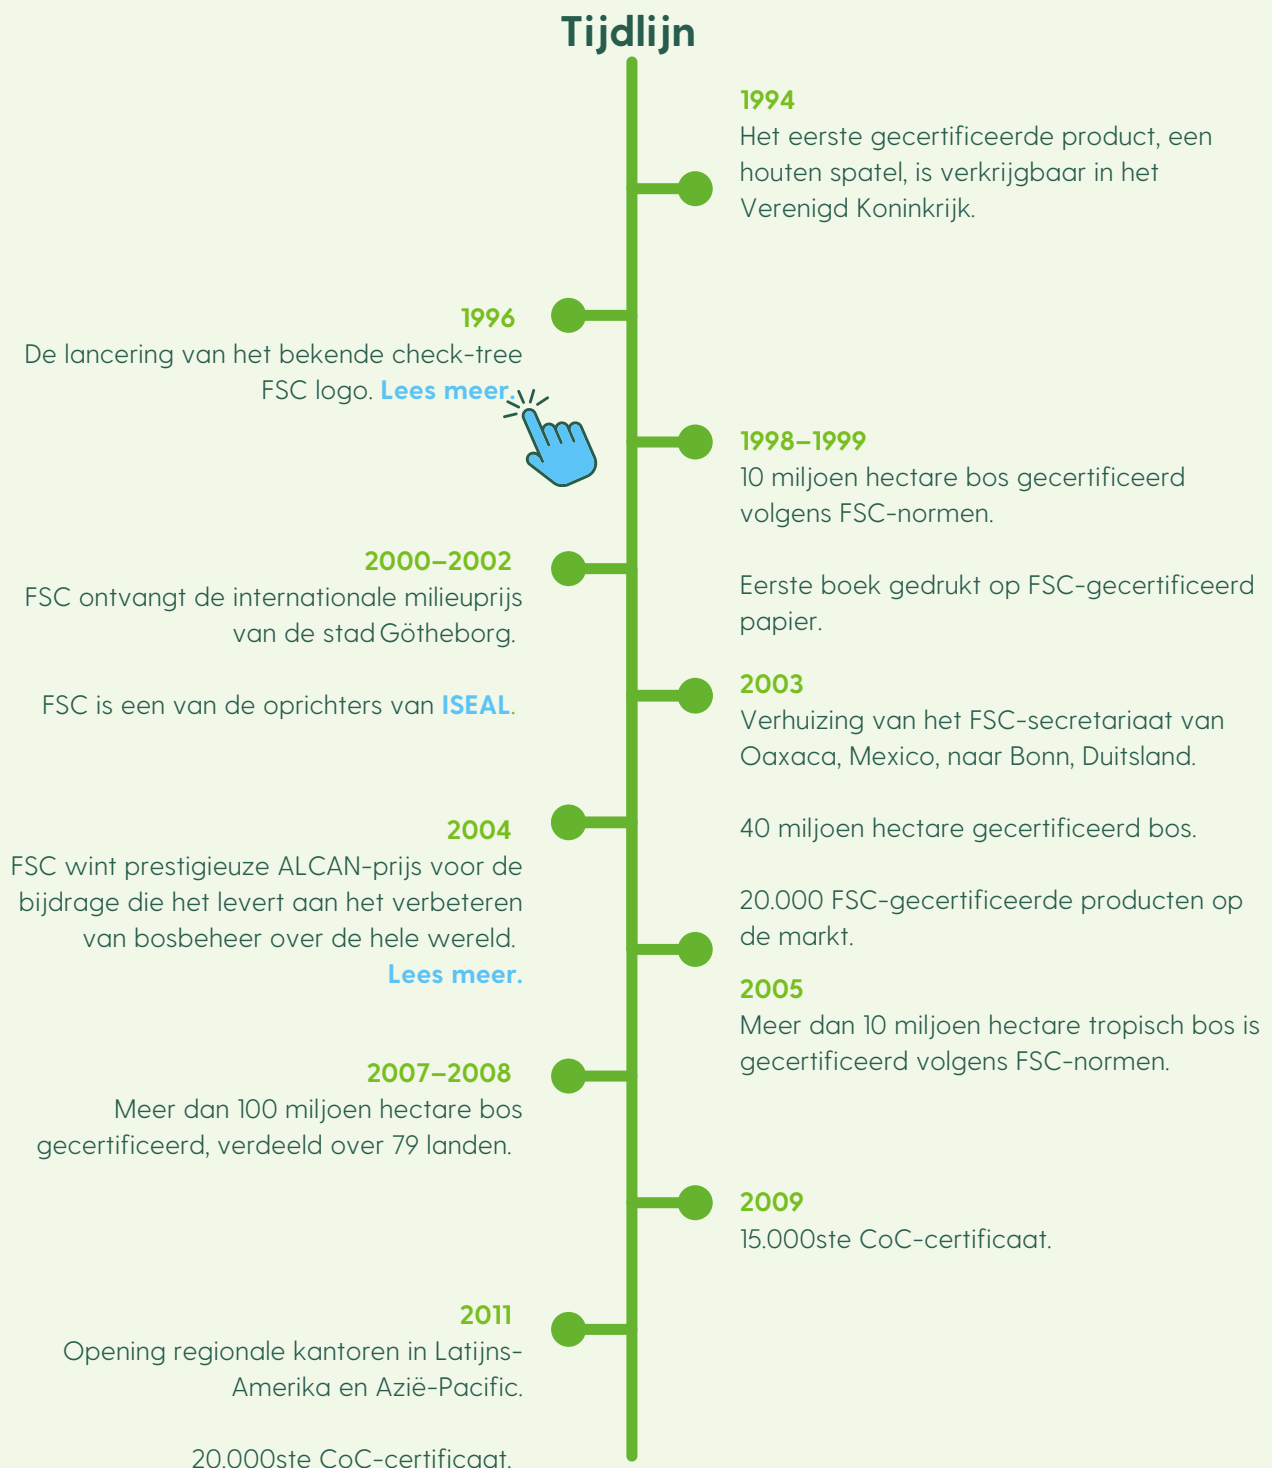 Tijdlijn
1994
Het eerste gecertificeerde product, een
houten spatel, is verkrijgbaar in het
Verenigd Koninkrijk.
1996
De lancering van het bekende check-tree
FSC logo. Lees meer.
1998–1999
10 miljoen hectare bos gecertificeerd
volgens FSC-normen.
Eerste boek gedrukt op FSC-gecertificeerd
papier.
2000–2002
FSC ontvangt de internationale milieuprijs
van de stad Götheborg.
FSC is een van de oprichters van ISEAL.
2003
Verhuizing van het FSC-secretariaat van
Oaxaca, Mexico, naar Bonn, Duitsland.
40 miljoen hectare gecertificeerd bos.
20.000 FSC-gecertificeerde producten op
de markt.
2004
FSC wint prestigieuze ALCAN-prijs voor de
bijdrage die het levert aan het verbeteren
van bosbeheer over de hele wereld.
Lees meer.
2005
Meer dan 10 miljoen hectare tropisch bos is
gecertificeerd volgens FSC-normen.
2007–2008
Meer dan 100 miljoen hectare bos
gecertificeerd, verdeeld over 79 landen.
2009
15.000ste CoC-certificaat.
2011
Opening regionale kantoren in Latijns-
Amerika en Azië-Pacific.
20.000ste CoC-certificaat.